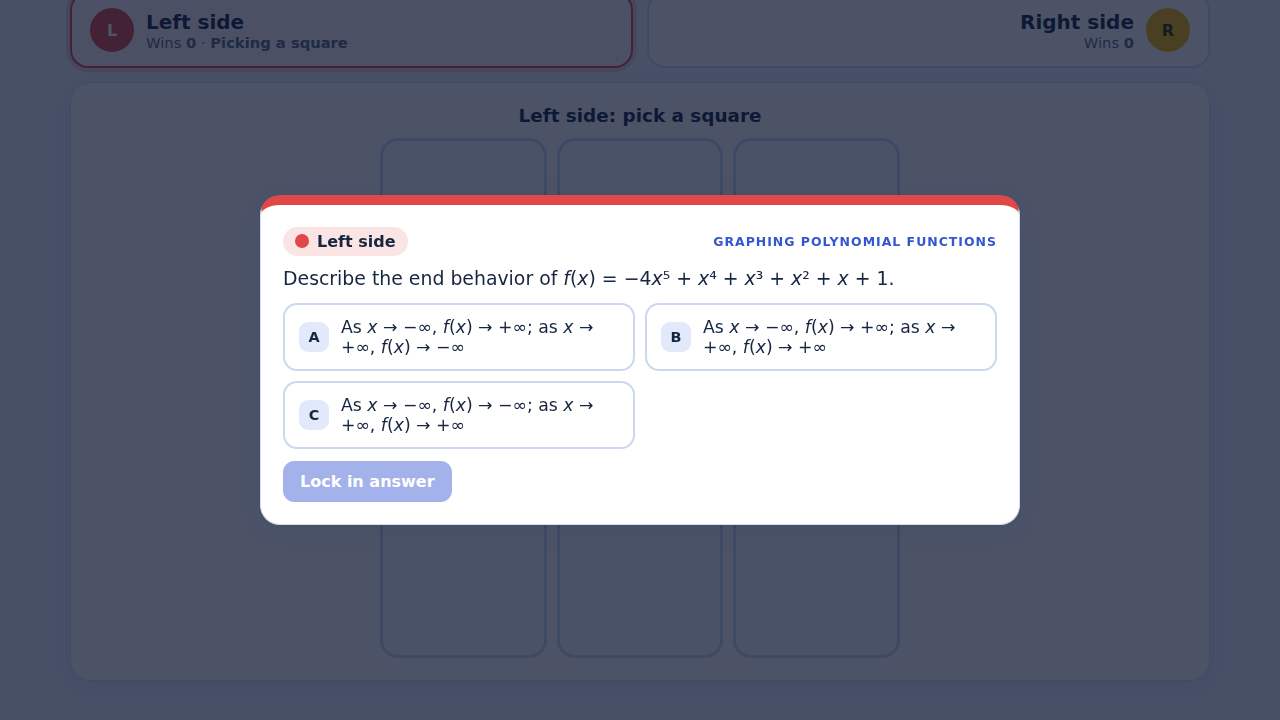 L
Left side
Wins 0 · Picking a square
Right side
Wins 0
R
Left side: pick a square
Left side
GRAPHING POLYNOMIAL FUNCTIONS
Describe the end behavior of f(x) = −4x⁵ + x⁴ + x³ + x² + x + 1.
A
As x → −∞, f(x) → +∞; as x →
+∞, f(x) → −∞
B
As x → −∞, f(x) → +∞; as x →
+∞, f(x) → +∞
C
As x → −∞, f(x) → −∞; as x →
+∞, f(x) → +∞
Lock in answer